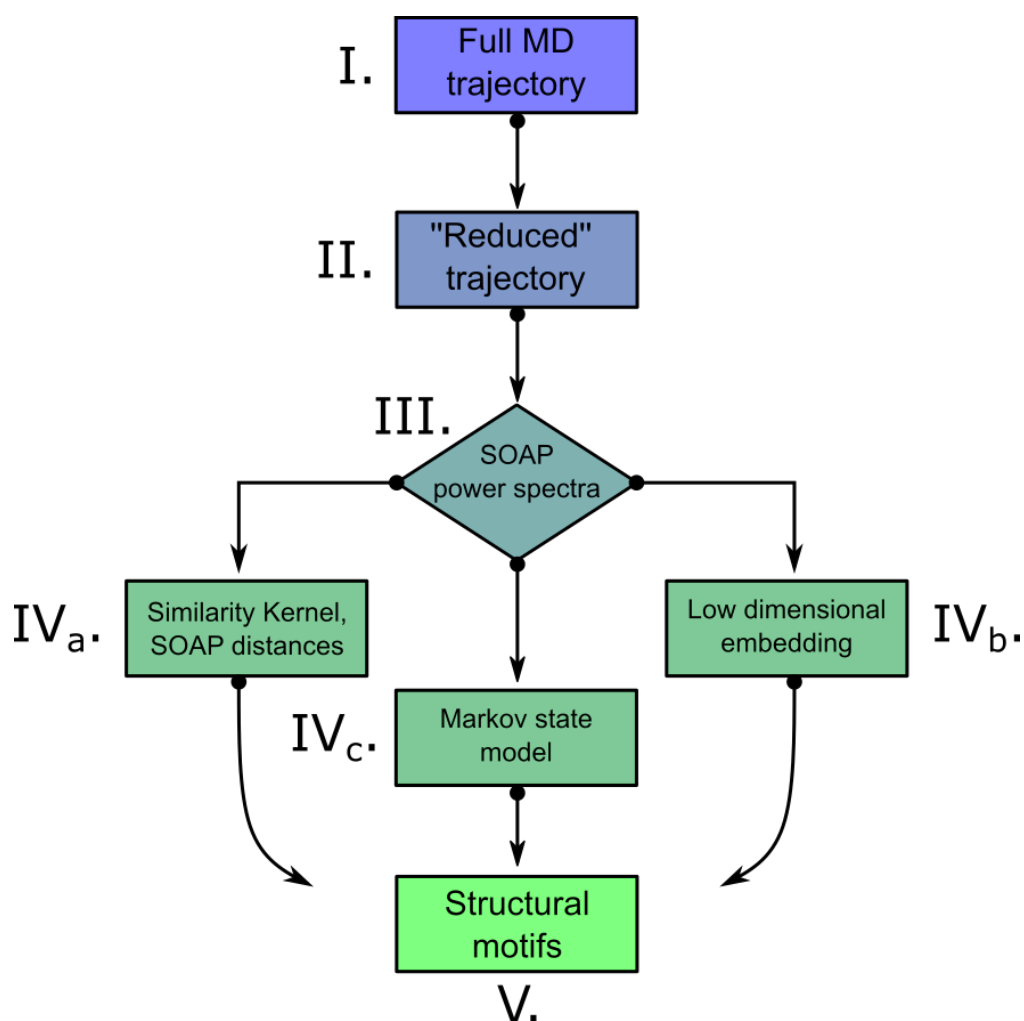 I.
Full MD
trajectory
II.
"Reduced"
trajectory
III.
SOAP
power spectra
IVa.
Similarity Kernel,
SOAP distances
Low dimensional
embedding
IVb.
IVc.
Markov state
model
Structural
motifs
V.